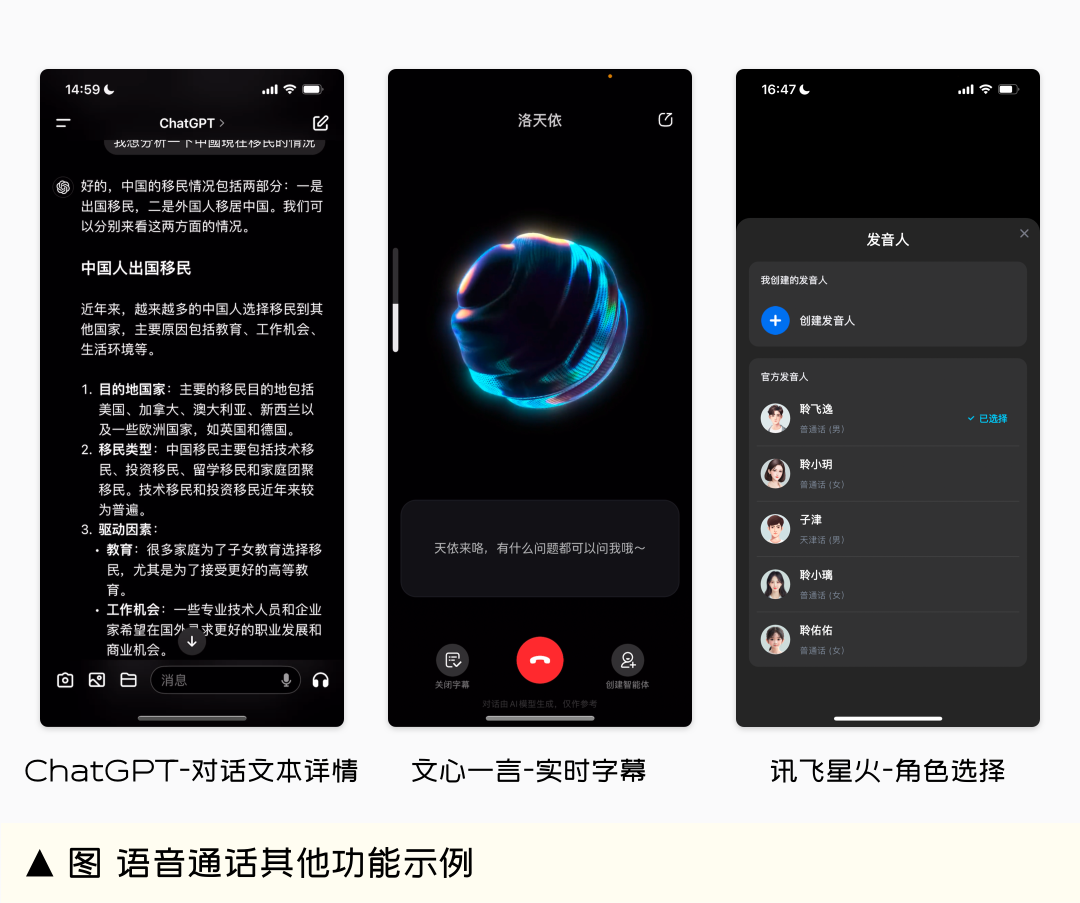 14:59
ChatGPT >
我想分析一下中國現在移民的情況
好的，中国的移民情况包括两部分：一是
出国移民，二是外国人移居中国。我们可
以分别来看这两方面的情况。
中国人出国移民
近年来，越来越多的中国人选择移民到其
他国家，主要原因包括教育、工作机会、
生活环境等。
1. 目的地国家：主要的移民目的地包括
美国、加拿大、澳大利亚、新西兰以
及一些欧洲国家，如英国和德国。
2. 移民类型：中国移民主要包括技术移
民、投资移民、留学移民和家庭团聚
移民。技术移民和投资移民近年来较
为普遍。
3. 驱动因素：
• 教育：很多家庭为了子女教育选择移
民，尤其是为了接受更好的高等教
育。
• 工作机会：一些专业技术人员和企业
家希望在国外寻求更好的职业发展和
商业机会。
消息
洛天依
天依来咯，有什么问题都可以问我哦～
关闭字幕
创建智能体
对话由AI模型生成，仅作参考
16:47
发音人
我创建的发音人
创建发音人
官方发音人
聆飞逸
普通话 (男)
已选择
聆小玥
普通话 (女)
子津
天津话 (男)
聆小璃
普通话 (女)
聆佑佑
普通话 (女)
ChatGPT-对话文本详情
文心一言-实时字幕
讯飞星火-角色选择
▲ 图 语音通话其他功能示例